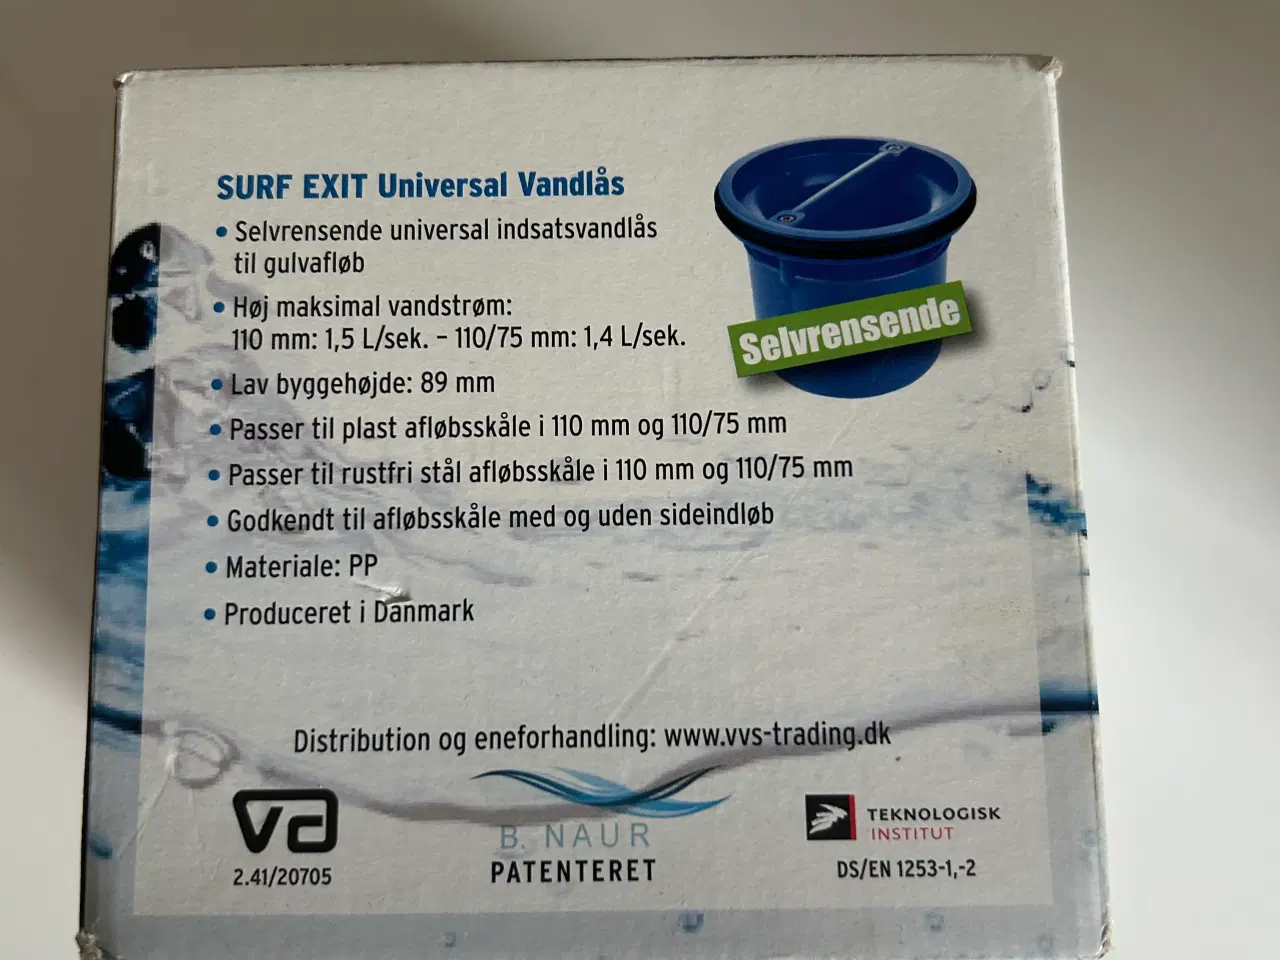 SURF EXIT Universal Vandlås
• Selvrensende universal indsatsvandlås
til gulvafløb
• Høj maksimal vandstrøm:
110 mm: 1,5 L/sek. – 110/75 mm: 1,4 L/sek.
• Lav byggehøjde: 89 mm
• Passer til plast afløbsskåle i 110 mm og 110/75 mm
• Passer til rustfri stål afløbsskåle i 110 mm og 110/75 mm
• Godkendt til afløbsskåle med og uden sideindløb
• Materiale: PP
• Produceret i Danmark
Selvrensende
Distribution og eneforhandling: www.vvs-trading.dk
va
2.41/20705
B. NAUR
PATENTERET
TEKNOLOGISK
INSTITUT
DS/EN 1253-1,-2